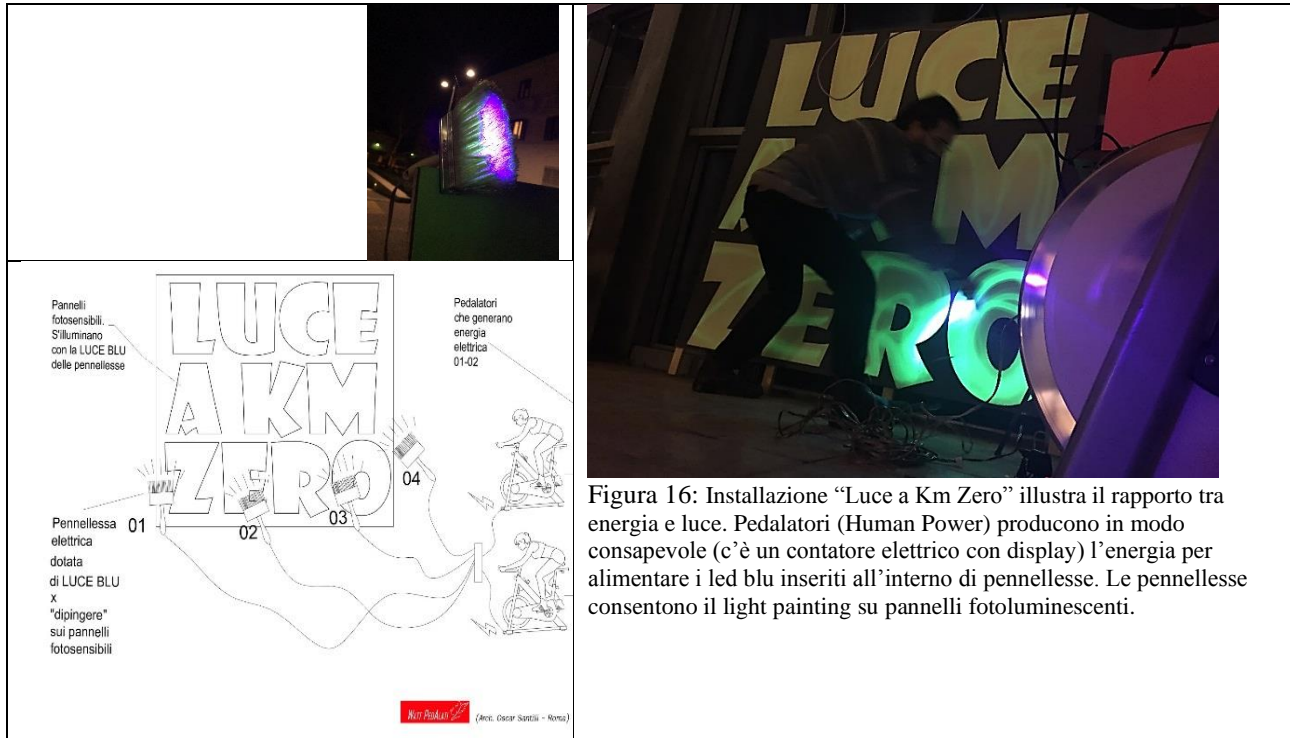 LUCE
A KM
ZERO
Pannelli
fotosensibili.
S'illuminano
con la LUCE BLU
delle pennellesse
LUCE
A KM
ZERO
Pedalatori
che generano
energia
elettrica
01-02
01
02
03
04
Pennellessa
elettrica
dotata
di LUCE BLU
x
"dipingere"
sui pannelli
fotosensibili
WATT PEDALATI
(Arch. Oscar Santilli - Roma)
Figura 16: Installazione “Luce a Km Zero” illustra il rapporto tra
energia e luce. Pedalatori (Human Power) producono in modo
consapevole (c’è un contatore elettrico con display) l’energia per
alimentare i led blu inseriti all’interno di pennellesse. Le pennellesse
consentono il light painting su pannelli fotoluminescenti.